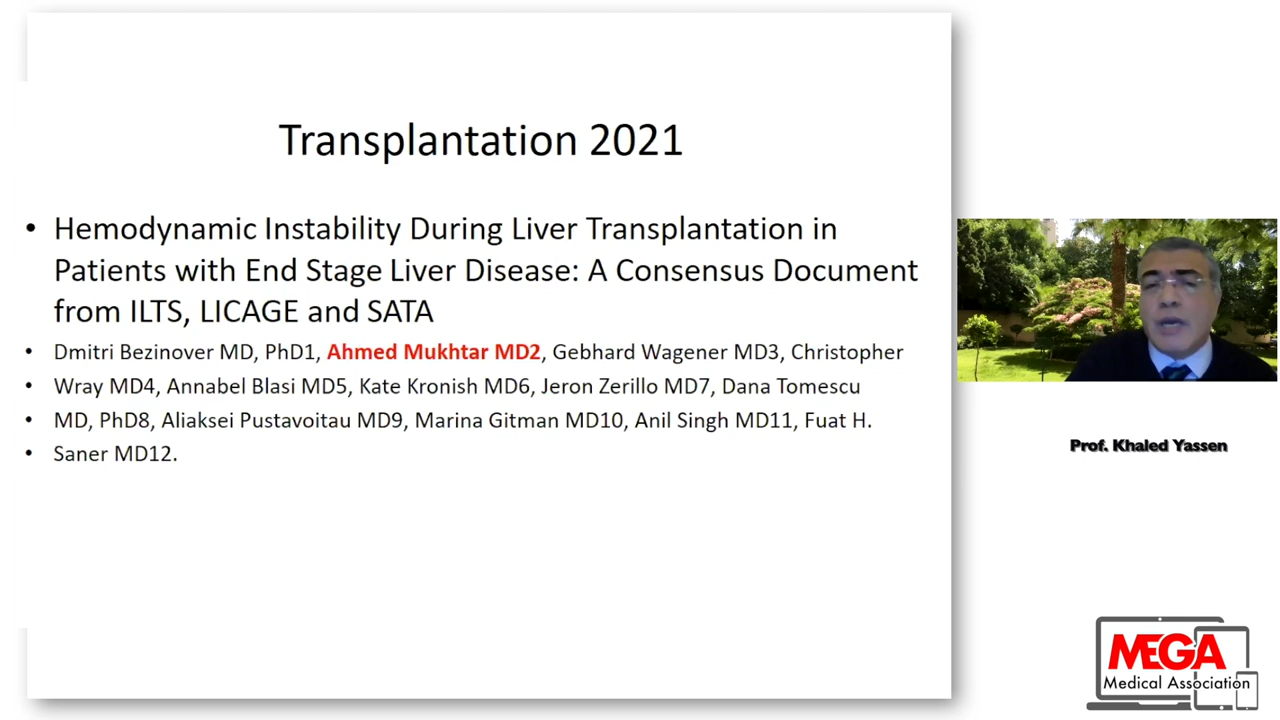 Transplantation 2021
• Hemodynamic Instability During Liver Transplantation in
Patients with End Stage Liver Disease: A Consensus Document
from ILTS, LICAGE and SATA
• Dmitri Bezinover MD, PhD1, Ahmed Mukhtar MD2, Gebhard Wagener MD3, Christopher
• Wray MD4, Annabel Blasi MD5, Kate Kronish MD6, Jeron Zerillo MD7, Dana Tomescu
• MD, PhD8, Aliaksei Pustavoitau MD9, Marina Gitman MD10, Anil Singh MD11, Fuat H.
• Saner MD12.
Prof. Khaled Yassen
MEGA
Medical Association